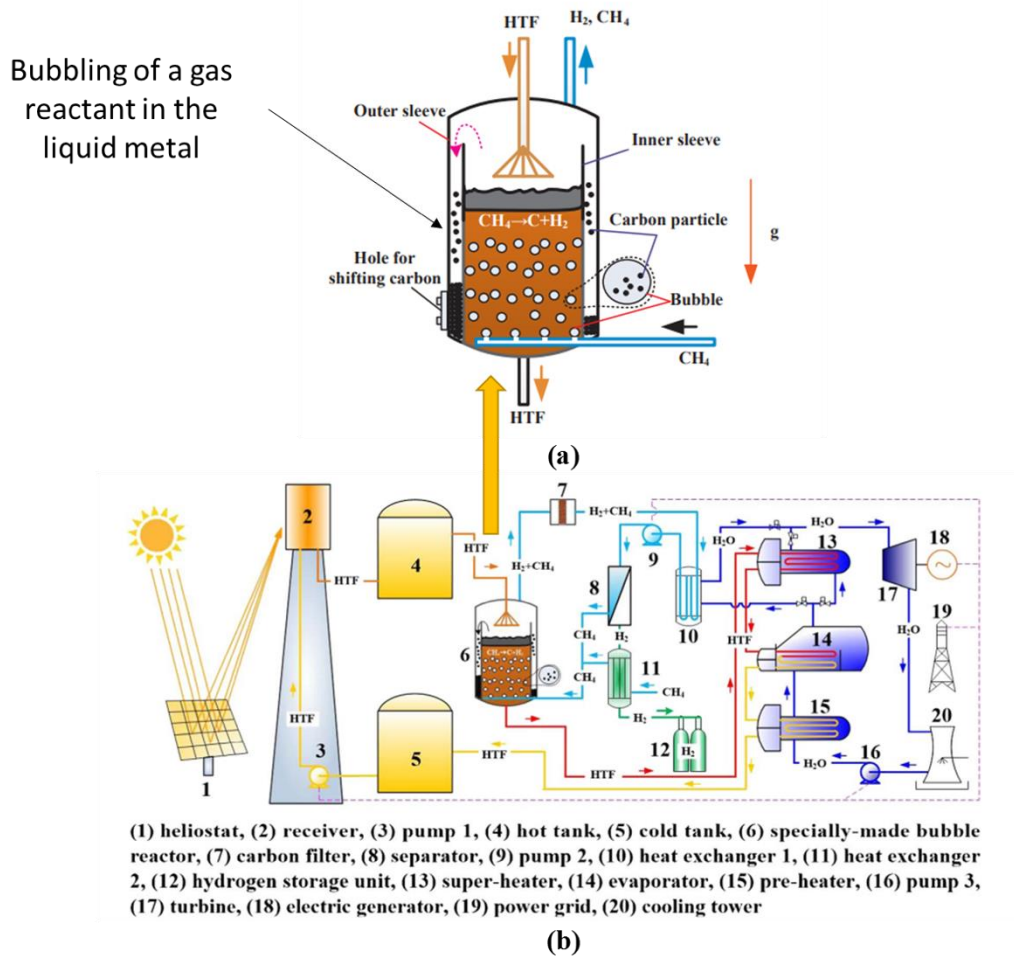 Bubbling of a gas
reactant in the
liquid metal
HTF
H₂, CH₄
Outer sleeve
Inner sleeve
CH₄→C+H₂
Carbon particle
g
Hole for
shifting carbon
Bubble
CH₄
HTF
(a)
7
H₂+CH₄
2
4
HTF
H₂+CH₄
HTF
9
8
H₂O
10
H₂O
13
17
18
HTF
14
H₂O
19
6
CH₄→C+H₂
CH₄
H₂
CH₄
11
CH₄
H₂
15
HTF
3
5
HTF
12
H₂
HTF
H₂O
16
20
1
(1) heliostat, (2) receiver, (3) pump 1, (4) hot tank, (5) cold tank, (6) specially-made bubble
reactor, (7) carbon filter, (8) separator, (9) pump 2, (10) heat exchanger 1, (11) heat exchanger
2, (12) hydrogen storage unit, (13) super-heater, (14) evaporator, (15) pre-heater, (16) pump 3,
(17) turbine, (18) electric generator, (19) power grid, (20) cooling tower
(b)